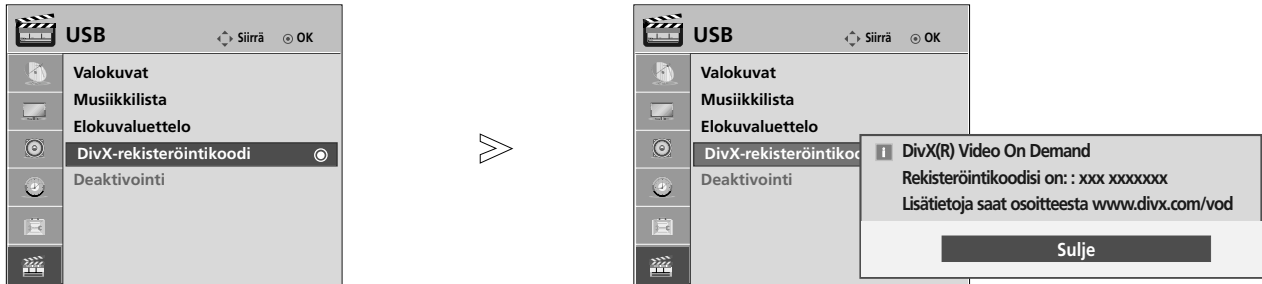 USB Siirrä OK
Valokuvat
Musiikkilista
Elokuvaluettelo
DivX-rekisteröintikoodi
Deaktivointi
USB Siirrä OK
Valokuvat
Musiikkilista
Elokuvaluettelo
DivX-rekisteröintikoo
Deaktivointi
DivX(R) Video On Demand
Rekisteröintikoodisi on: : xxx xxxxxxx
Lisätietoja saat osoitteesta www.divx.com/vod
Sulje